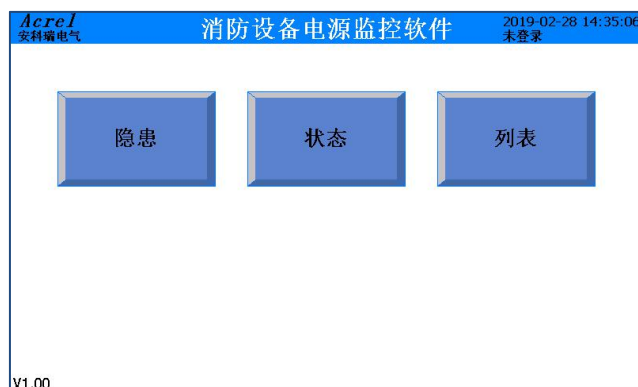 Acrel
安科瑞电气
消防设备电源监控软件
2019-02-28 14:35:06
未登录
隐患
状态
列表
V1.00